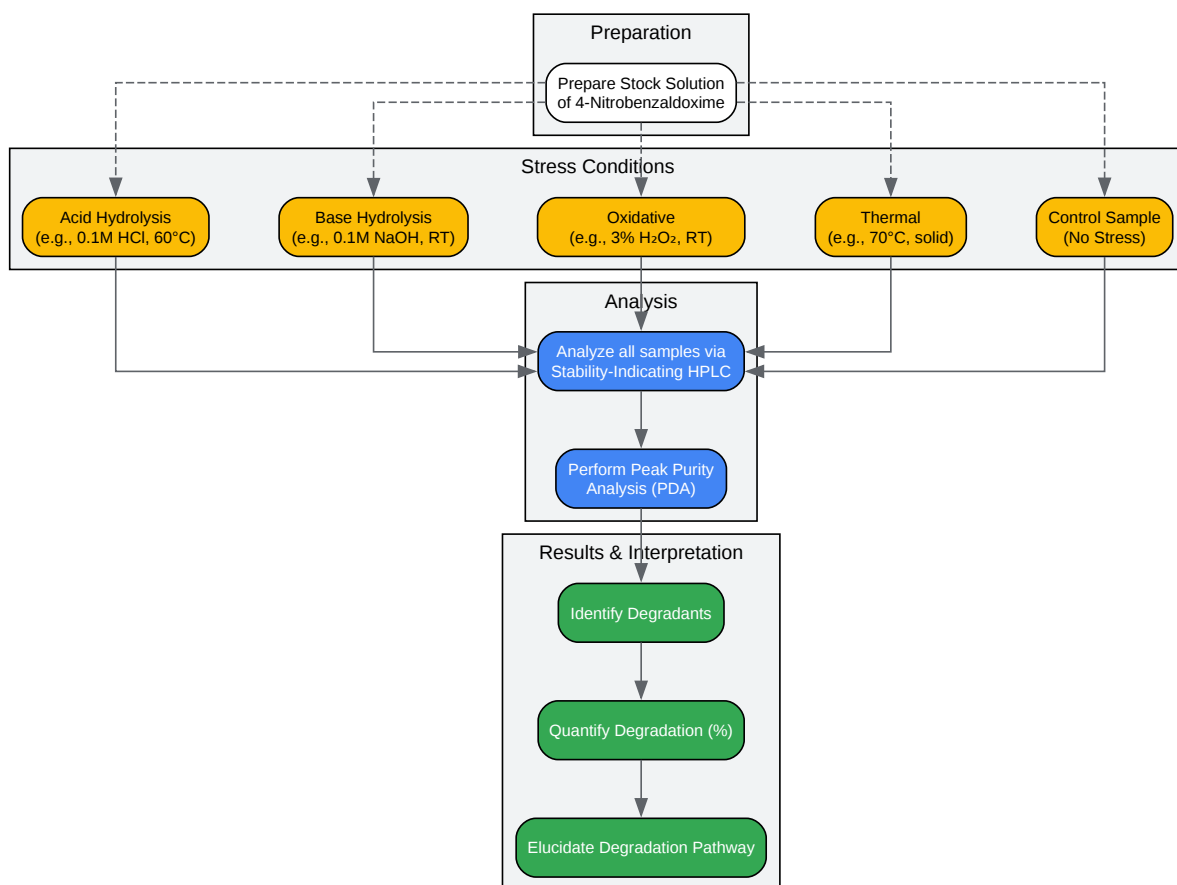 Preparation
Prepare Stock Solution
of 4-Nitrobenzaldoxime
Stress Conditions
Acid Hydrolysis
(e.g., 0.1M HCl, 60°C)
Base Hydrolysis
(e.g., 0.1M NaOH, RT)
Oxidative
(e.g., 3% H₂O₂, RT)
Thermal
(e.g., 70°C, solid)
Control Sample
(No Stress)
Analysis
Analyze all samples via
Stability-Indicating HPLC
Perform Peak Purity
Analysis (PDA)
Results & Interpretation
Identify Degradants
Quantify Degradation (%)
Elucidate Degradation Pathway